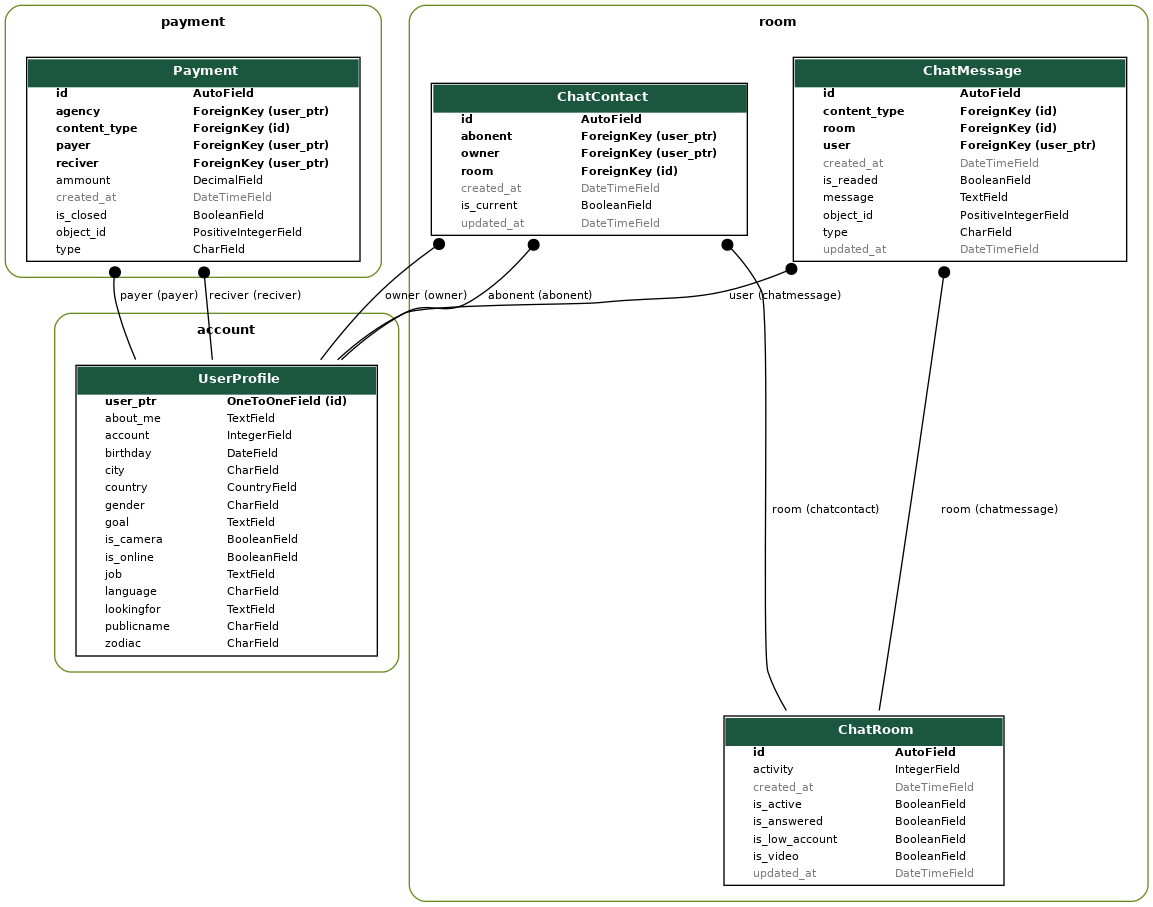 payment
Payment
id AutoField
agency ForeignKey (user_ptr)
content_type ForeignKey (id)
payer ForeignKey (user_ptr)
reciver ForeignKey (user_ptr)
ammount DecimalField
created_at DateTimeField
is_closed BooleanField
object_id PositiveIntegerField
type CharField
room
ChatContact
id AutoField
abonent ForeignKey (user_ptr)
owner ForeignKey (user_ptr)
room ForeignKey (id)
created_at DateTimeField
is_current BooleanField
updated_at DateTimeField
ChatMessage
id AutoField
content_type ForeignKey (id)
room ForeignKey (id)
user ForeignKey (user_ptr)
created_at DateTimeField
is_readed BooleanField
message TextField
object_id PositiveIntegerField
type CharField
updated_at DateTimeField
payer (payer) reciver (reciver) owner (owner) abonent (abonent) user (chatmessage)
account
UserProfile
user_ptr OneToOneField (id)
about_me TextField
account IntegerField
birthday DateField
city CharField
country CountryField
gender CharField
goal TextField
is_camera BooleanField
is_online BooleanField
job TextField
language CharField
lookingfor TextField
publicname CharField
zodiac CharField
room (chatcontact) room (chatmessage)
ChatRoom
id AutoField
activity IntegerField
created_at DateTimeField
is_active BooleanField
is_answered BooleanField
is_low_account BooleanField
is_video BooleanField
updated_at DateTimeField